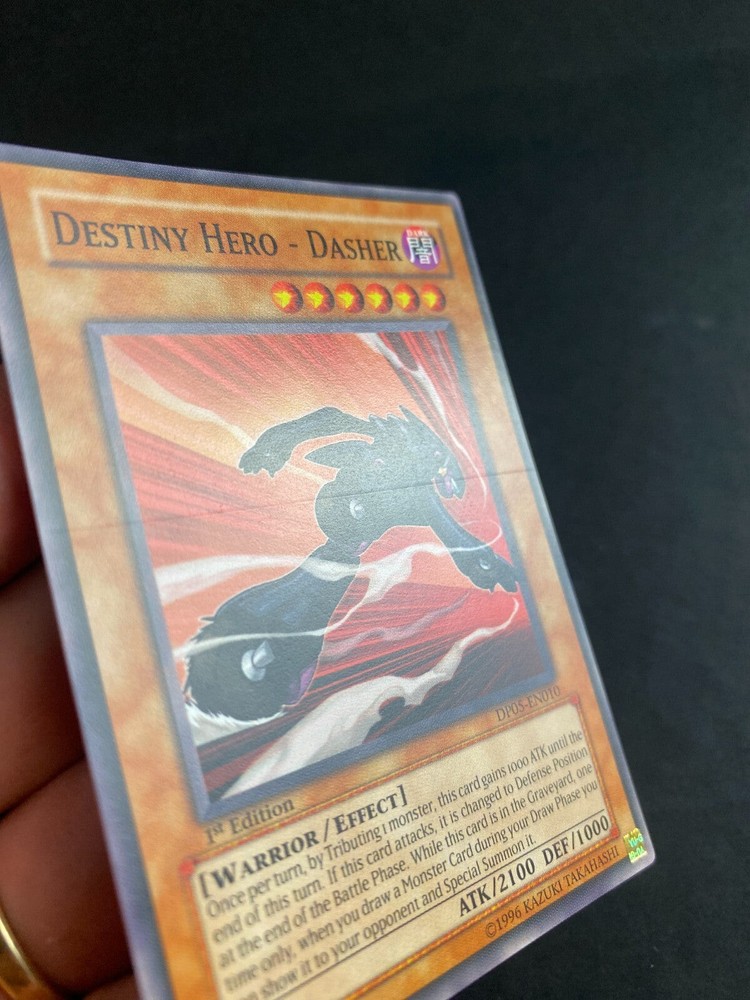 DESTINY HERO - DASHER
DARK
闇
DP05-EN010
1st Edition
[WARRIOR/EFFECT]
Once per turn, by Tributing 1 monster, this card gains 1000 ATK until the
end of this turn. If this card attacks, it is changed to Defense Position
at the end of the Battle Phase. While this card is in the Graveyard, one
time only, when you draw a Monster Card during your Draw Phase you
show it to your opponent and Special Summon it.
ATK/2100 DEF/1000
©1996 KAZUKI TAKAHASHI